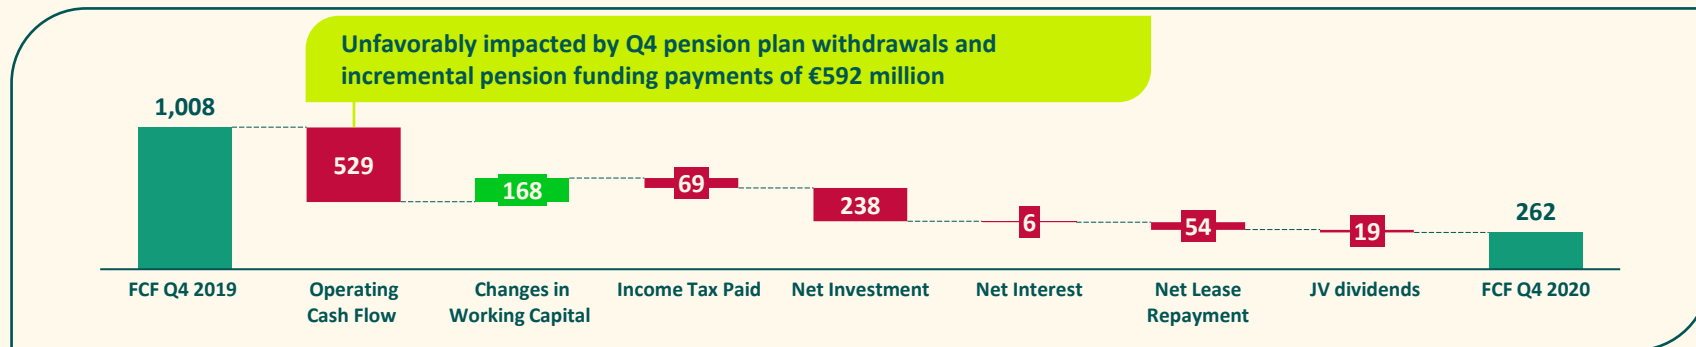 Unfavorably impacted by Q4 pension plan withdrawals and
incremental pension funding payments of €592 million
1,008
529
168
69
238
6
54
19
262
FCF Q4 2019
Operating
Cash Flow
Changes in
Working Capital
Income Tax Paid
Net Investment
Net Interest
Net Lease
Repayment
JV dividends
FCF Q4 2020